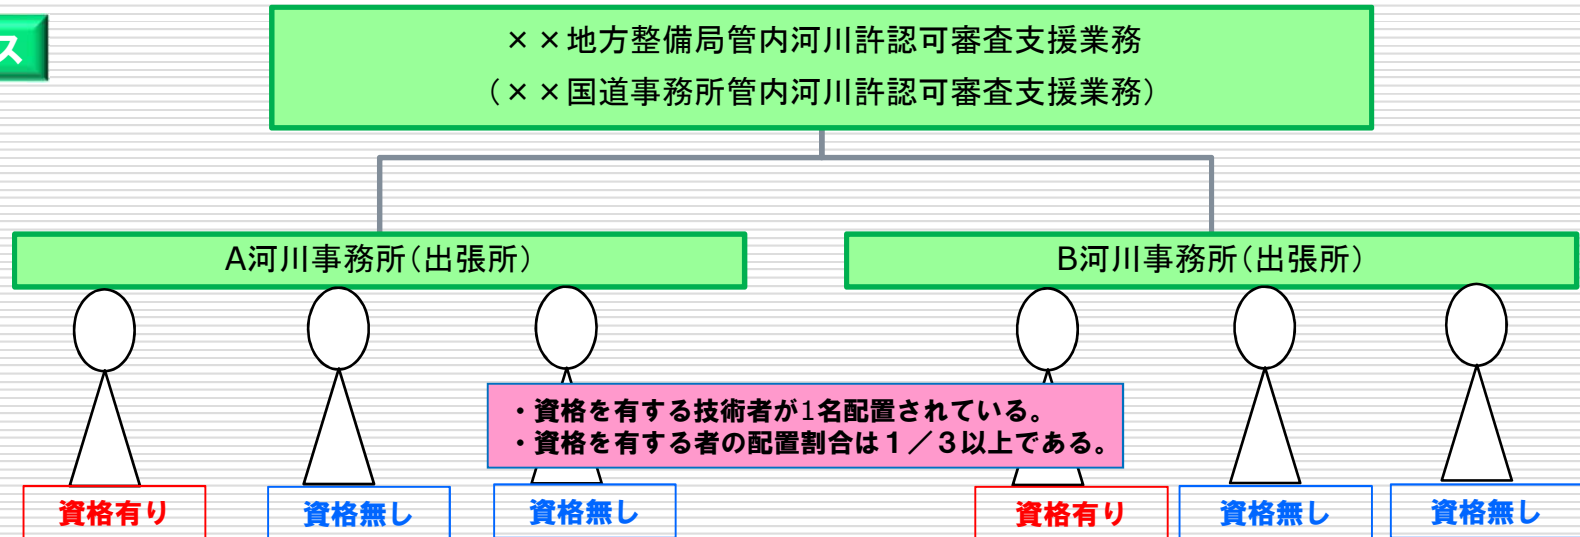 ス
××地方整備局管内河川許認可審査支援業務
（××国道事務所管内河川許認可審査支援業務）
A河川事務所（出張所）
B河川事務所（出張所）
・資格を有する技術者が1名配置されている。
・資格を有する者の配置割合は１／３以上である。
資格有り
資格無し
資格無し
資格有り
資格無し
資格無し